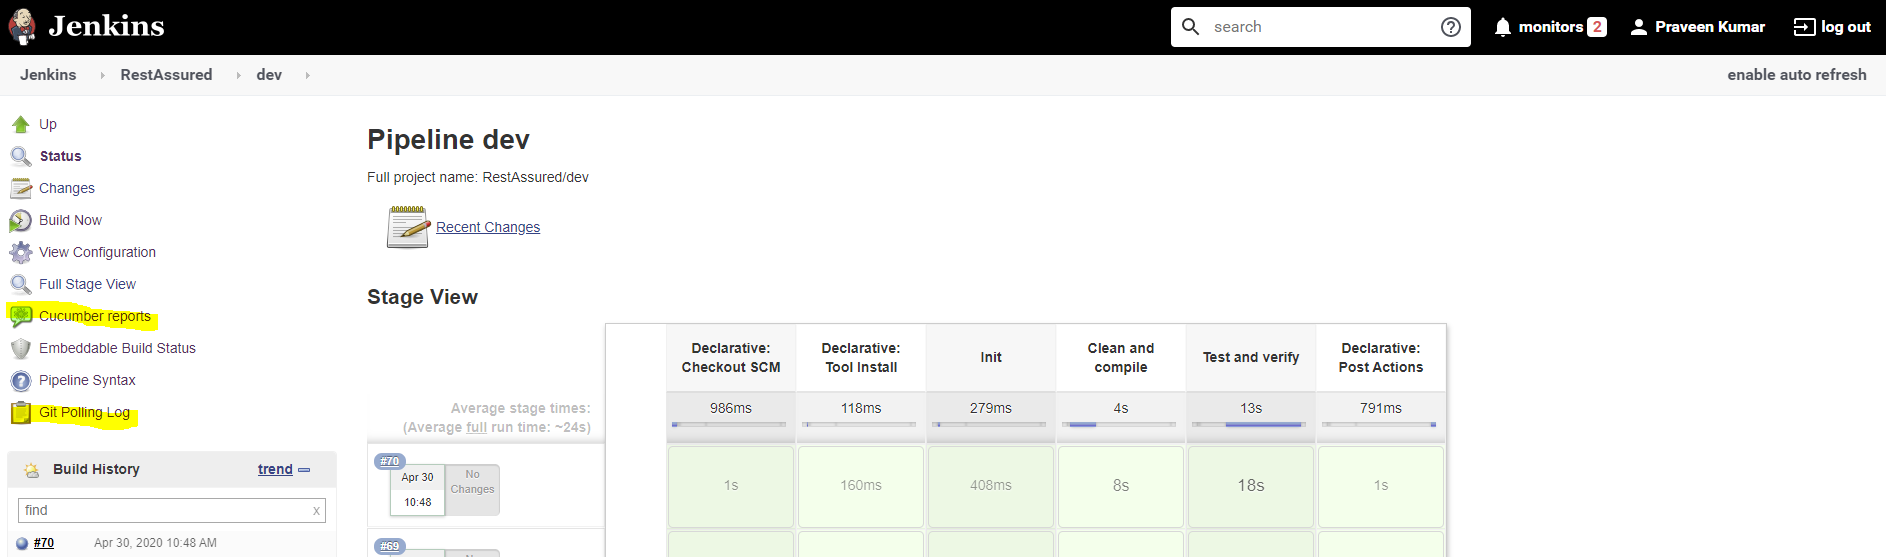 Jenkins
search
monitors 2
Praveen Kumar
log out
Jenkins
RestAssured
dev
enable auto refresh
Up
Status
Changes
Build Now
View Configuration
Full Stage View
Cucumber reports
Embeddable Build Status
Pipeline Syntax
Git Polling Log
Build History
trend
find
x
#70
Apr 30, 2020 10:48 AM
Pipeline dev
Full project name: RestAssured/dev
Recent Changes
Stage View
Declarative:
Checkout SCM
Declarative:
Tool Install
Init
Clean and
compile
Test and verify
Declarative:
Post Actions
Average stage times:
(Average full run time: ~24s)
986ms
118ms
279ms
4s
13s
791ms
#70
Apr 30
10:48
No
Changes
1s
160ms
408ms
8s
18s
1s
#69